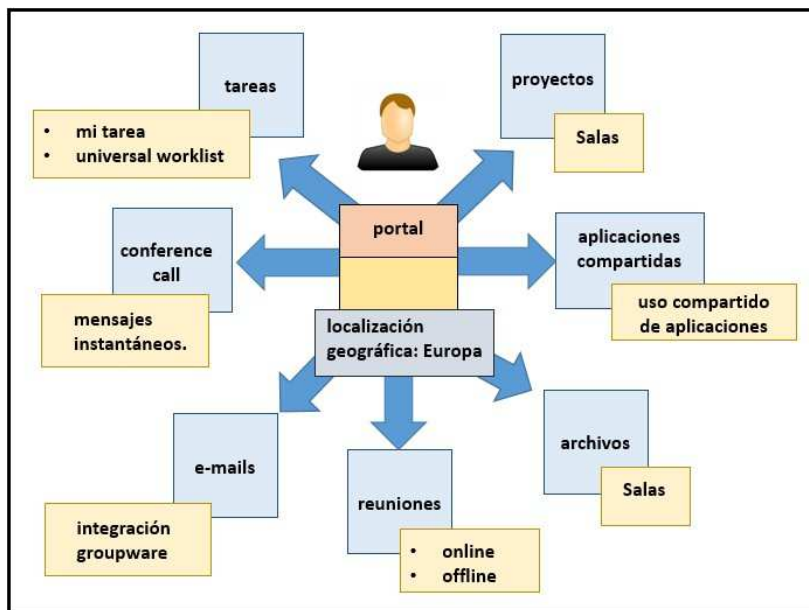 tareas
• mi tarea
• universal worklist
proyectos
Salas
conference
call
mensajes
instantáneos.
portal
localización
geográfica: Europa
aplicaciones
compartidas
uso compartido
de aplicaciones
e-mails
integración
groupware
reuniones
• online
• offline
archivos
Salas